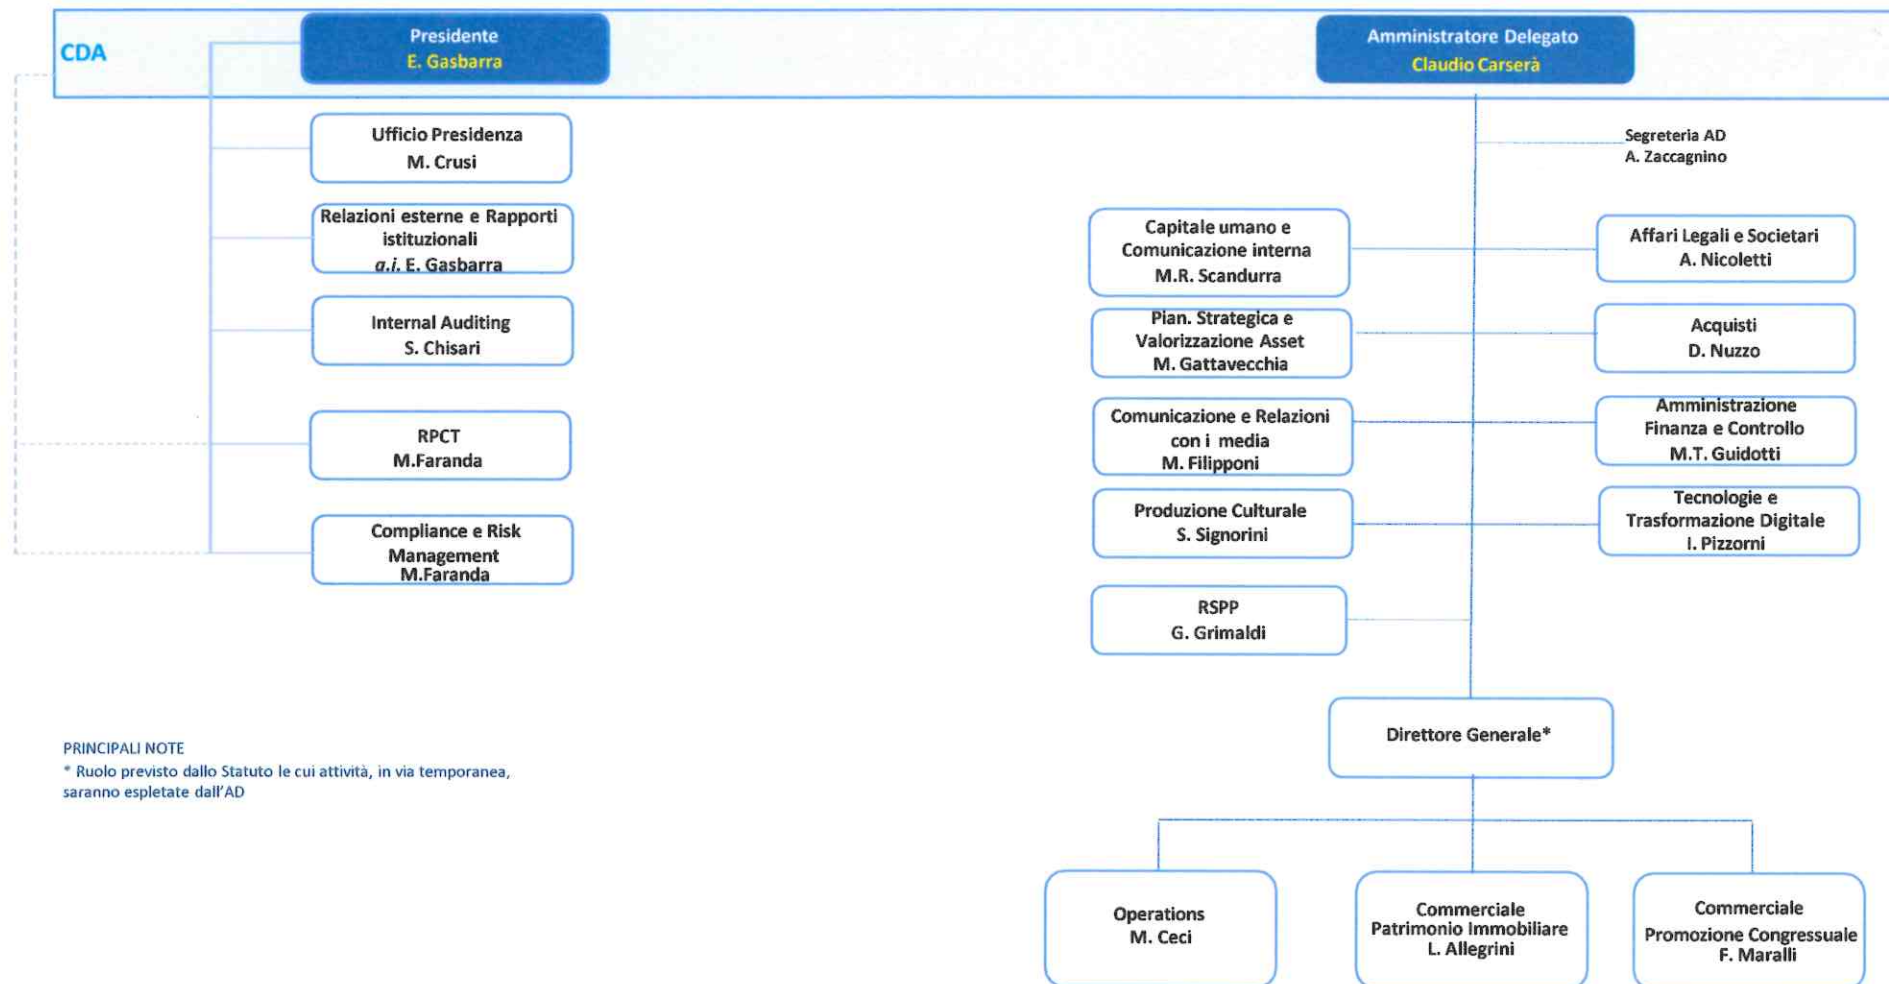 CDA
Presidente
E. Gasbarra
Amministratore Delegato
Claudio Carserà
Ufficio Presidenza
M. Crusi
Relazioni esterne e Rapporti
istituzionali
a.i. E. Gasbarra
Internal Auditing
S. Chisari
RPCT
M.Faranda
Compliance e Risk
Management
M.Faranda
Segreteria AD
A. Zaccagnino
Capitale umano e
Comunicazione interna
M.R. Scandurra
Affari Legali e Societari
A. Nicoletti
Pian. Strategica e
Valorizzazione Asset
M. Gattavecchia
Acquisti
D. Nuzzo
Comunicazione e Relazioni
con i media
M. Filipponi
Amministrazione
Finanza e Controllo
M.T. Guidotti
Produzione Culturale
S. Signorini
Tecnologie e
Trasformazione Digitale
I. Pizzorni
RSPP
G. Grimaldi
Direttore Generale*
PRINCIPALI NOTE
* Ruolo previsto dallo Statuto le cui attività, in via temporanea,
saranno espletate dall'AD
Operations
M. Ceci
Commerciale
Patrimonio Immobiliare
L. Allegrini
Commerciale
Promozione Congressuale
F. Maralli